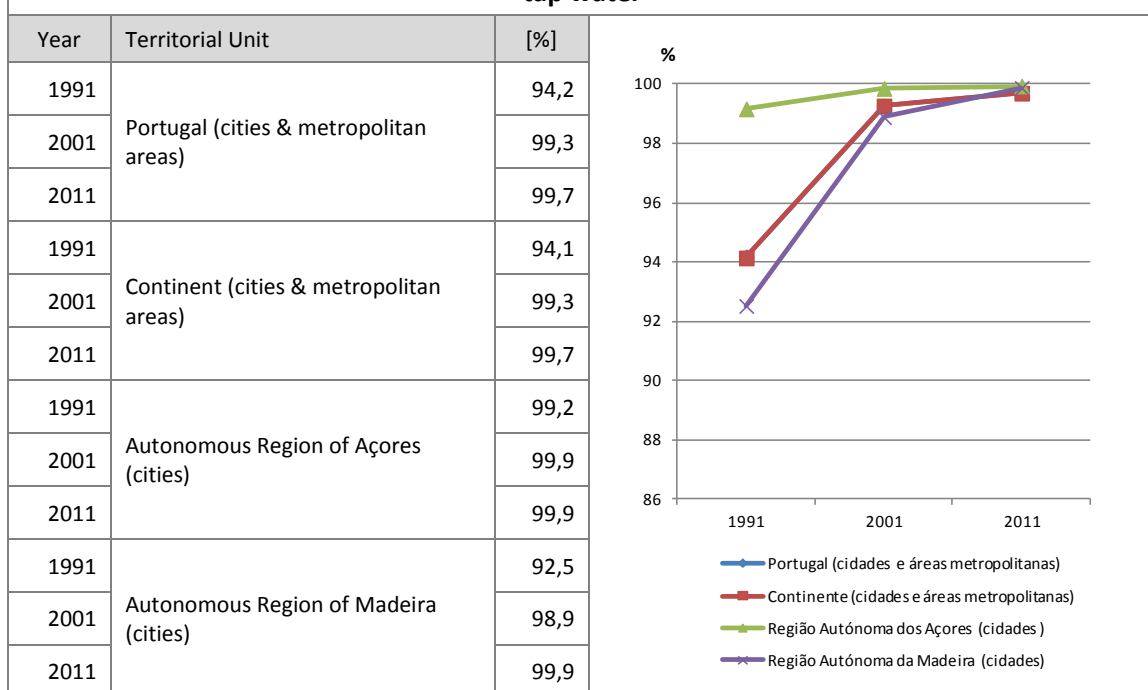 tap water
Year Territorial Unit [%]
1991 94,2
Portugal (cities & metropolitan
areas)
2001 99,3
2011 99,7
1991 94,1
Continent (cities & metropolitan
areas)
2001 99,3
2011 99,7
1991 99,2
Autonomous Region of Açores
(cities)
2001 99,9
2011 99,9
1991 92,5
Autonomous Region of Madeira
(cities)
2001 98,9
2011 99,9
%
100
98
96
94
92
90
88
86
1991 2001 2011
Portugal (cidades e áreas metropolitanas)
Continente (cidades e áreas metropolitanas)
Região Autónoma dos Açores (cidades )
Região Autónoma da Madeira (cidades)